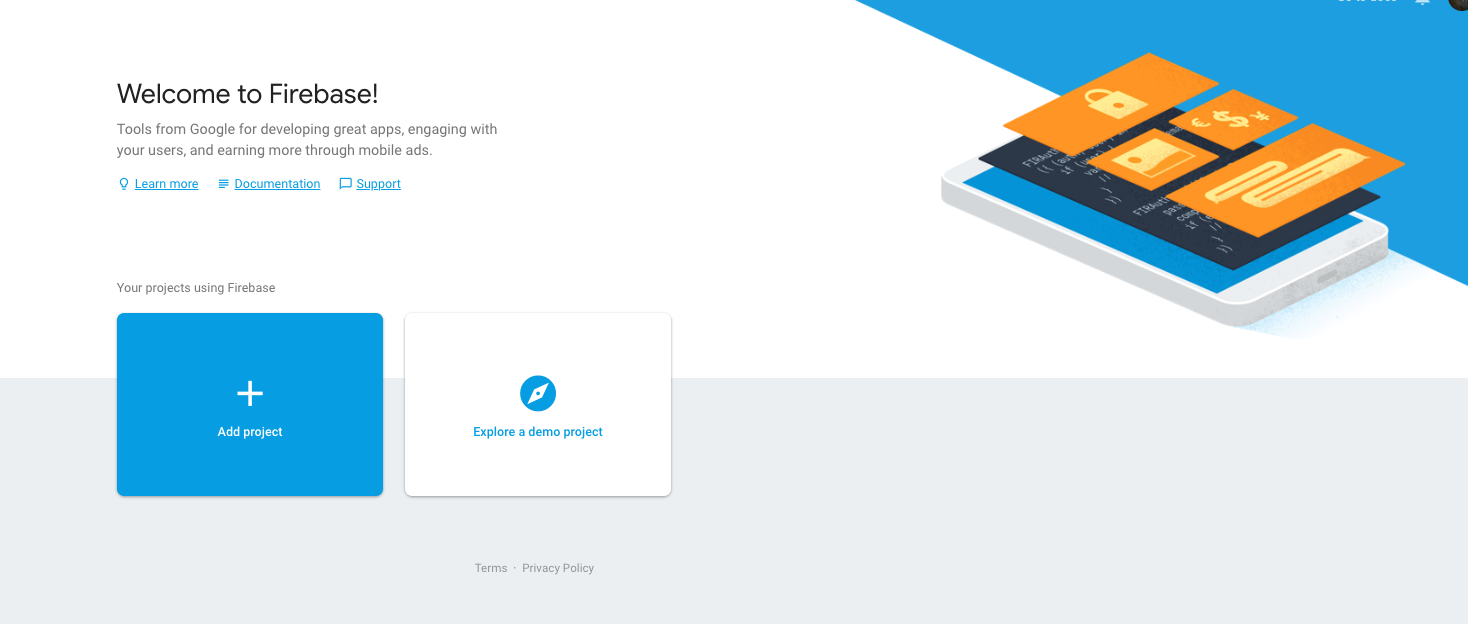 Welcome to Firebase!
Tools from Google for developing great apps, engaging with
your users, and earning more through mobile ads.
Learn more
Documentation
Support
Your projects using Firebase
Add project
Explore a demo project
Terms · Privacy Policy